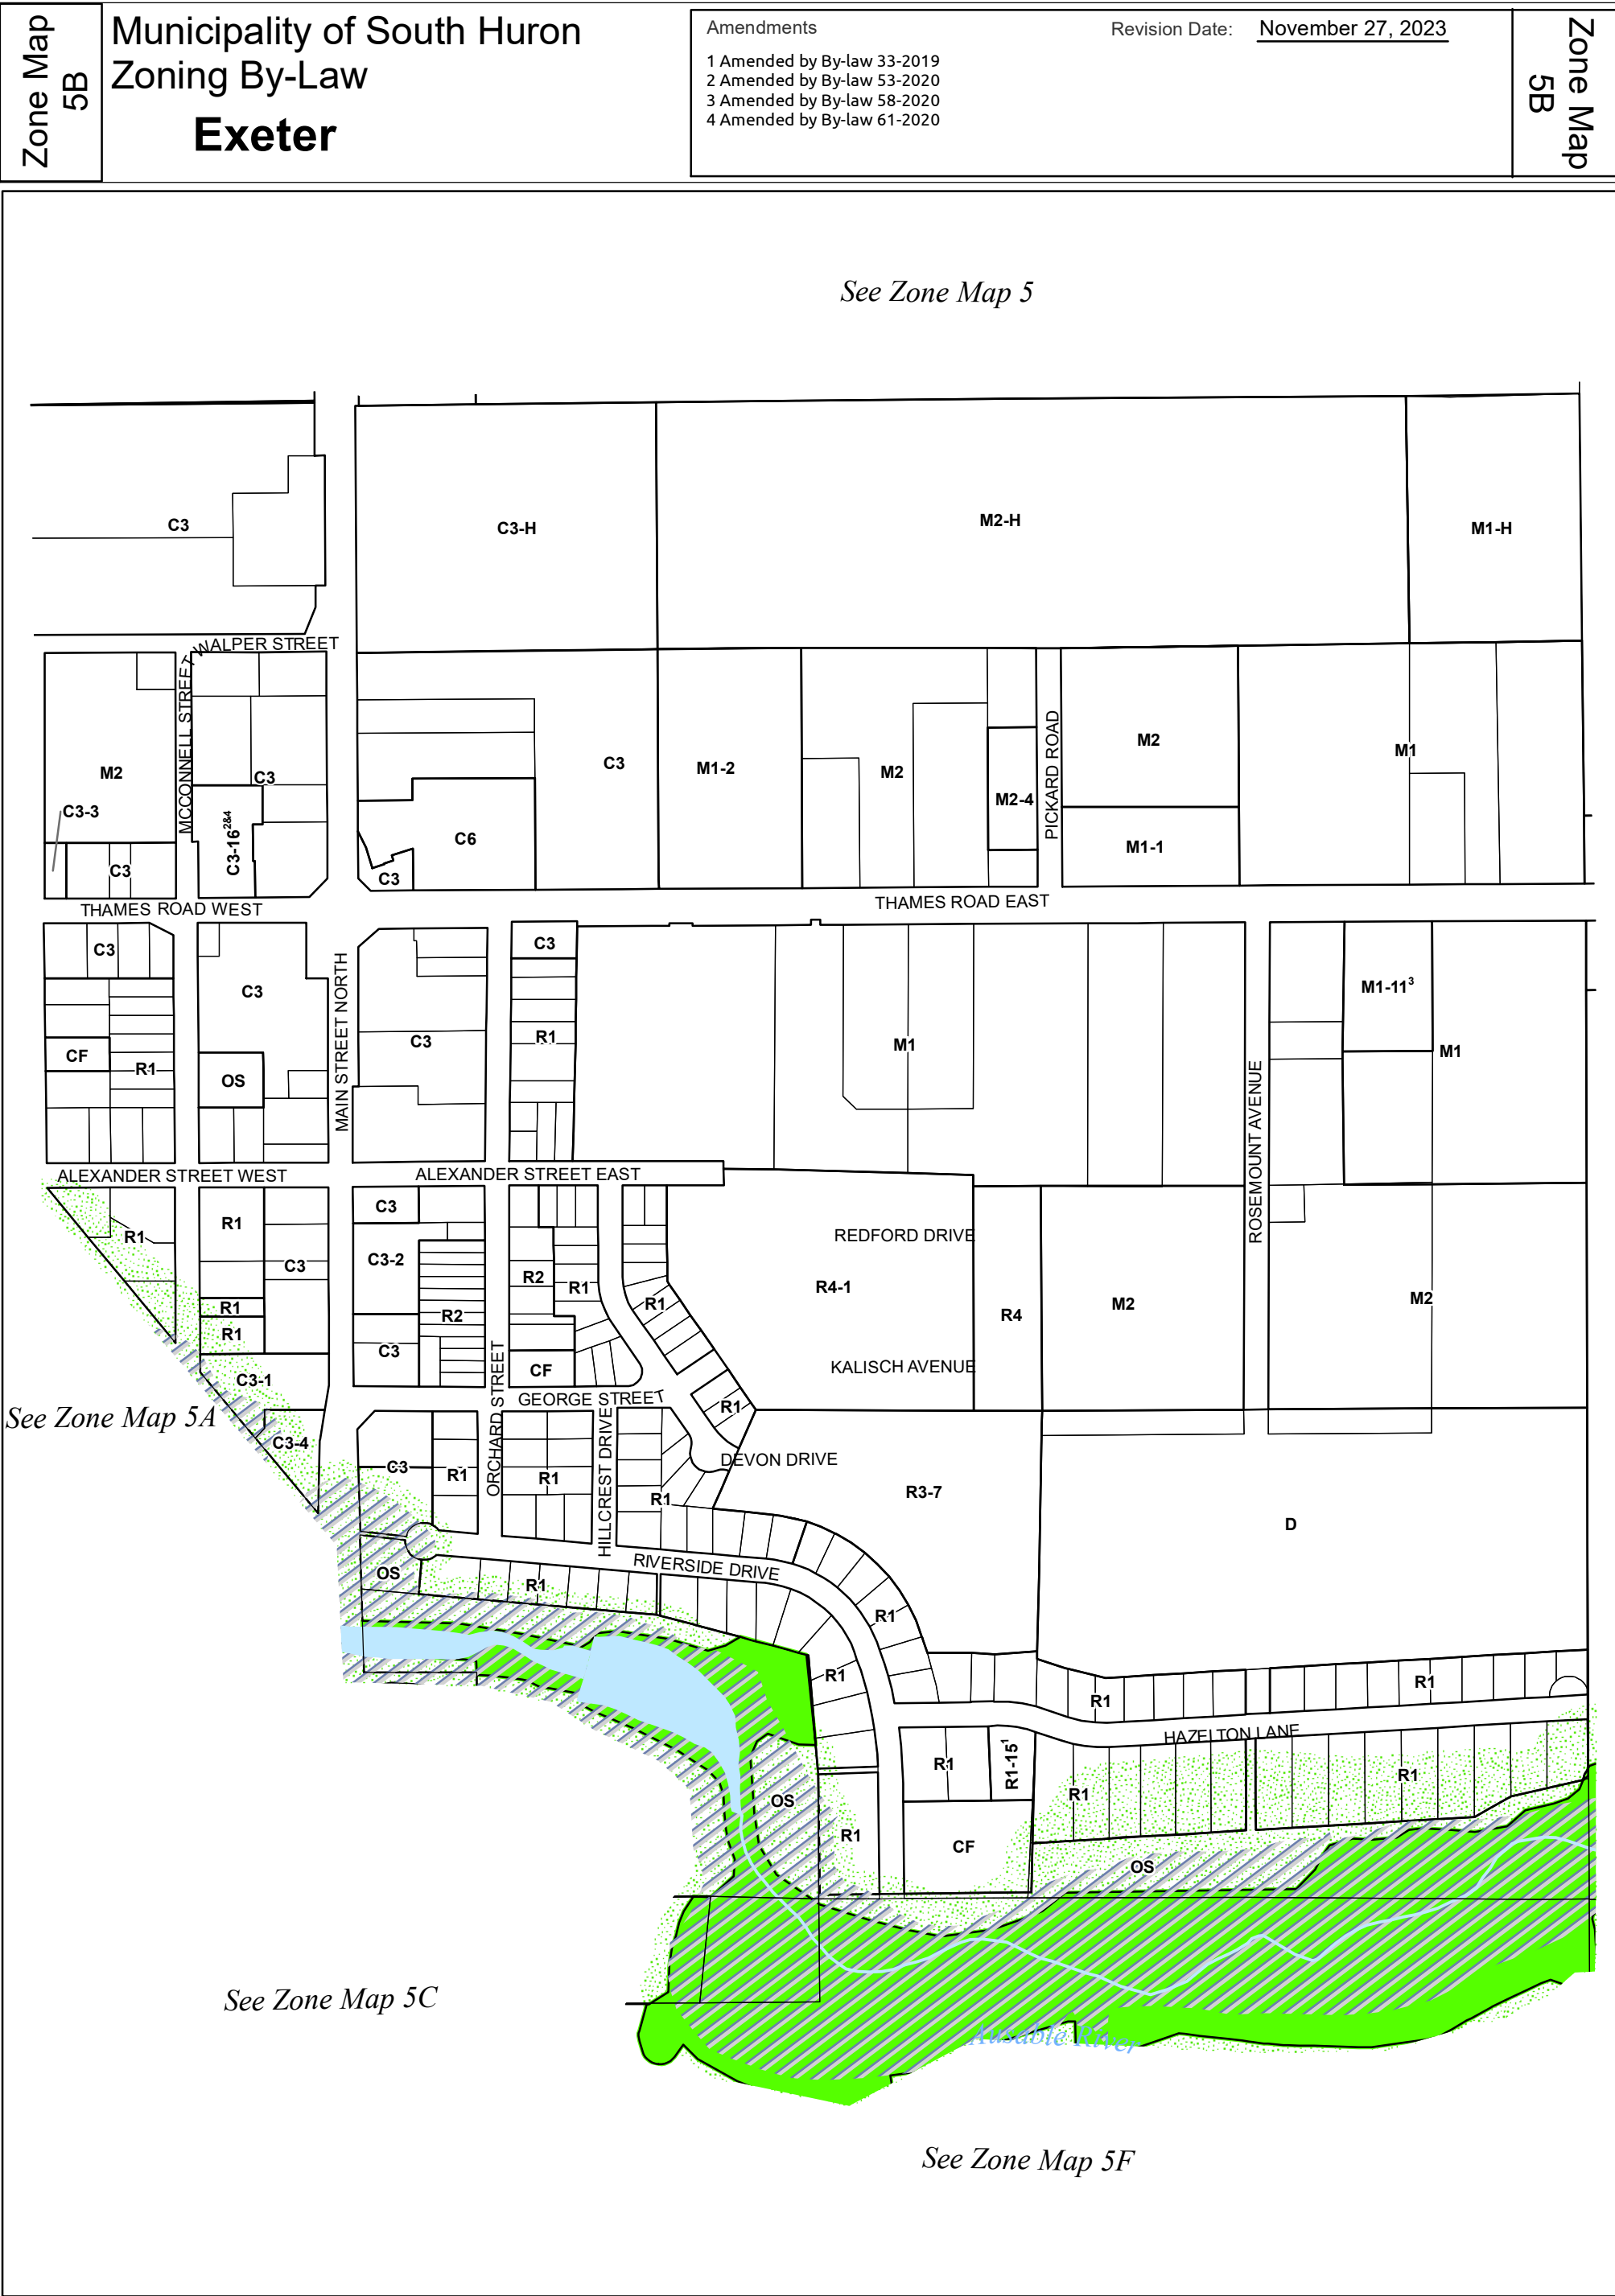 Zone Map
5B
Municipality of South Huron
Zoning By-Law
Exeter
Amendments
Revision Date: November 27, 2023
1 Amended by By-law 33-2019
2 Amended by By-law 53-2020
3 Amended by By-law 58-2020
4 Amended by By-law 61-2020
Zone Map
5B
See Zone Map 5
C3
C3-H
M2-H
M1-H
WALPER STREET
MCCONNELL STREET
M2
C3-3
C3
C3
C3-16²&⁴
C3
C6
C3
M1-2
M2
M2-4
PICKARD ROAD
M2
M1-1
M1
THAMES ROAD WEST
THAMES ROAD EAST
C3
CF
R1
C3
OS
MAIN STREET NORTH
C3
C3
R1
M1
ROSEMOUNT AVENUE
M1-11³
M1
ALEXANDER STREET WEST
ALEXANDER STREET EAST
R1
R1
C3
R1
R1
C3-1
C3-4
C3
C3-2
R2
C3
R2
R1
CF
R1
R1
REDFORD DRIVE
R4-1
KALISCH AVENUE
R4
M2
M2
See Zone Map 5A
ORCHARD STREET
GEORGE STREET
HILLCREST DRIVE
DEVON DRIVE
C3
R1
R1
R1
R3-7
D
RIVERSIDE DRIVE
OS
R1
R1
R1
R1
R1
HAZELTON LANE
R1
R1-15¹
R1
R1
OS
R1
CF
OS
See Zone Map 5C
Ausable River
See Zone Map 5F